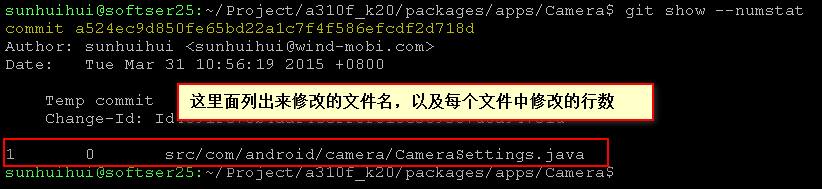 sunhuihui@softser25:~/Project/a310f_k20/packages/apps/Camera$ git show --numstat
commit a524ec9d850fe65bd22a1c7f4f586efcdf2d718d
Author: sunhuihui <sunhuihui@wind-mobi.com>
Date:   Tue Mar 31 10:56:19 2015 +0800
Temp commit
这里面列出来修改的文件名，以及每个文件中修改的行数
Change-Id:
1       0       src/com/android/camera/CameraSettings.java
sunhuihui@softser25:~/Project/a310f_k20/packages/apps/Camera$